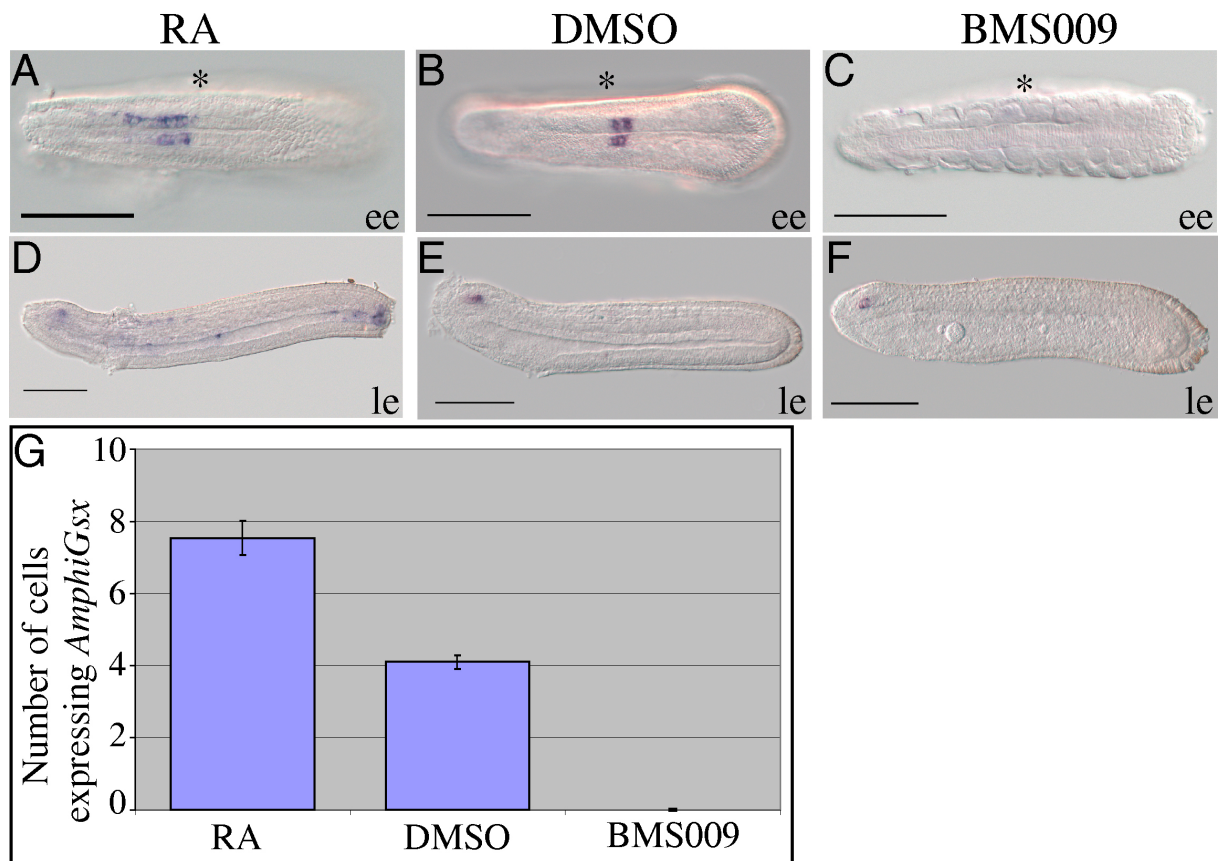 RA DMSO BMS009
A * B * C *
ee ee ee
D E F
le le le
G
Number of cells
expressing AmphiGsx
10
8
6
4
2
0
RA DMSO BMS009